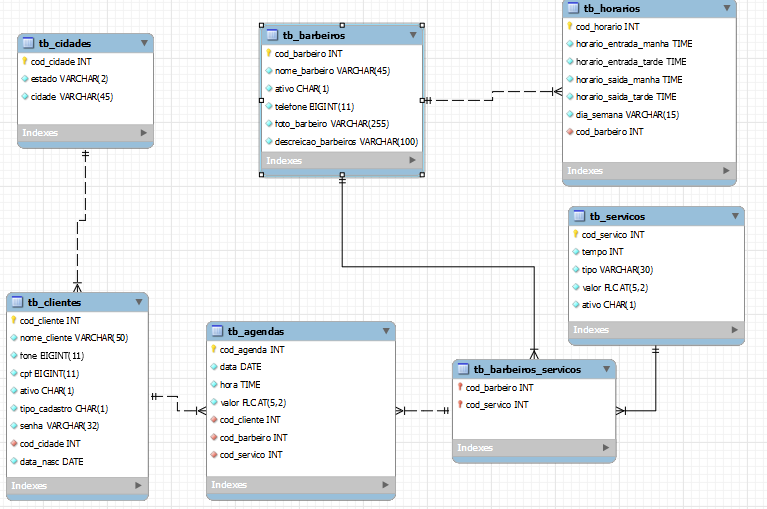 tb_cidades
cod_cidade INT
estado VARCHAR(2)
cidade VARCHAR(45)
Indexes
tb_barbeiros
cod_barbeiro INT
nome_barbeiro VARCHAR(45)
ativo CHAR(1)
telefone BIGINT(11)
foto_barbeiro VARCHAR(255)
descreicao_barbeiros VARCHAR(100)
Indexes
tb_horarios
cod_horario INT
horario_entrada_manha TIME
horario_entrada_tarde TIME
horario_saida_manha TIME
horario_saida_tarde TIME
dia_semana VARCHAR(15)
cod_barbeiro INT
Indexes
tb_servicos
cod_servico INT
tempo INT
tipo VARCHAR(30)
valor FLOAT(5,2)
ativo CHAR(1)
Indexes
tb_clientes
cod_cliente INT
nome_cliente VARCHAR(50)
fone BIGINT(11)
cpf BIGINT(11)
ativo CHAR(1)
tipo_cadastro CHAR(1)
senha VARCHAR(32)
cod_cidade INT
data_nasc DATE
Indexes
tb_agendas
cod_agenda INT
data DATE
hora TIME
valor FLOAT(5,2)
cod_cliente INT
cod_barbeiro INT
cod_servico INT
Indexes
tb_barbeiros_servicos
cod_barbeiro INT
cod_servico INT
Indexes